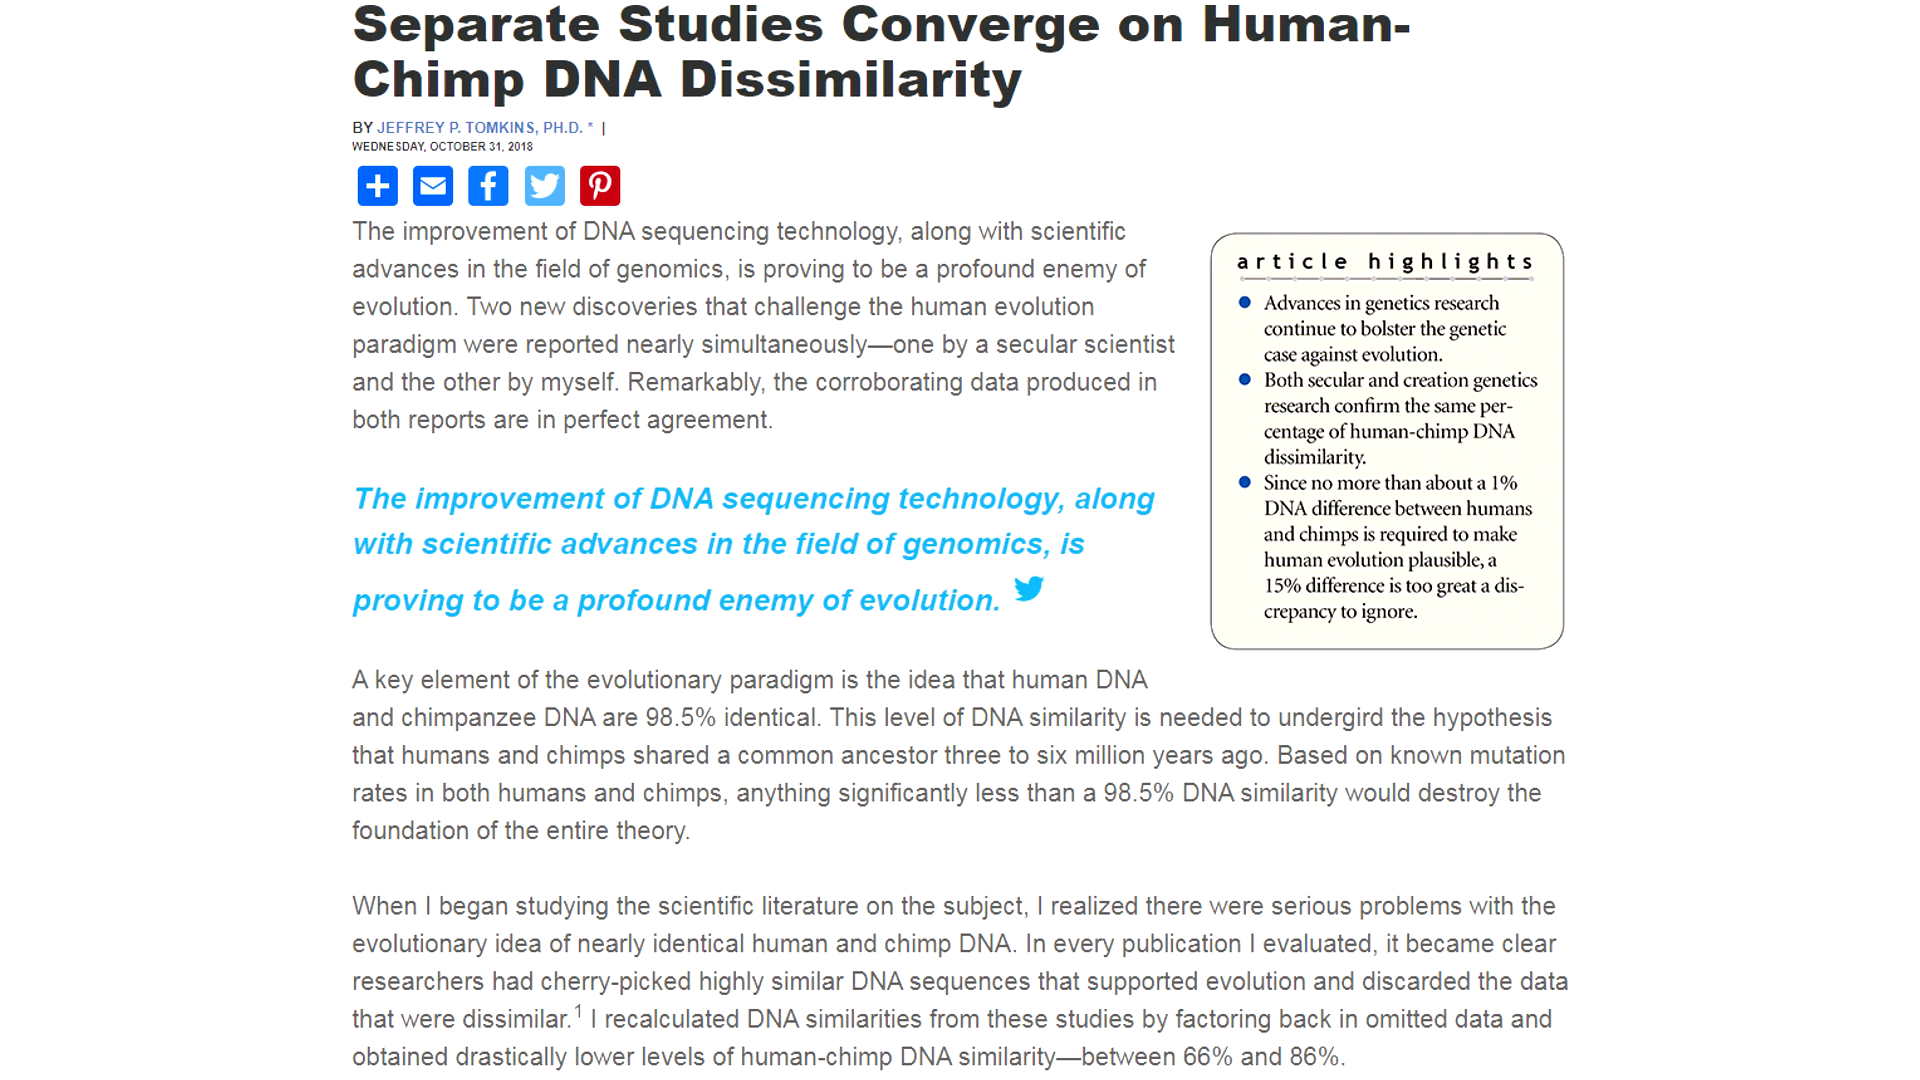 Separate Studies Converge on Human-
Chimp DNA Dissimilarity
BY JEFFREY P. TOMKINS, PH.D. * |
WEDNESDAY, OCTOBER 31, 2018
The improvement of DNA sequencing technology, along with scientific
advances in the field of genomics, is proving to be a profound enemy of
evolution. Two new discoveries that challenge the human evolution
paradigm were reported nearly simultaneously—one by a secular scientist
and the other by myself. Remarkably, the corroborating data produced in
both reports are in perfect agreement.
article highlights
Advances in genetics research
continue to bolster the genetic
case against evolution.
Both secular and creation genetics
research confirm the same per-
centage of human-chimp DNA
dissimilarity.
Since no more than about a 1%
DNA difference between humans
and chimps is required to make
human evolution plausible, a
15% difference is too great a dis-
crepancy to ignore.
The improvement of DNA sequencing technology, along
with scientific advances in the field of genomics, is
proving to be a profound enemy of evolution.
A key element of the evolutionary paradigm is the idea that human DNA
and chimpanzee DNA are 98.5% identical. This level of DNA similarity is needed to undergird the hypothesis
that humans and chimps shared a common ancestor three to six million years ago. Based on known mutation
rates in both humans and chimps, anything significantly less than a 98.5% DNA similarity would destroy the
foundation of the entire theory.
When I began studying the scientific literature on the subject, I realized there were serious problems with the
evolutionary idea of nearly identical human and chimp DNA. In every publication I evaluated, it became clear
researchers had cherry-picked highly similar DNA sequences that supported evolution and discarded the data
that were dissimilar.1 I recalculated DNA similarities from these studies by factoring back in omitted data and
obtained drastically lower levels of human-chimp DNA similarity—between 66% and 86%.